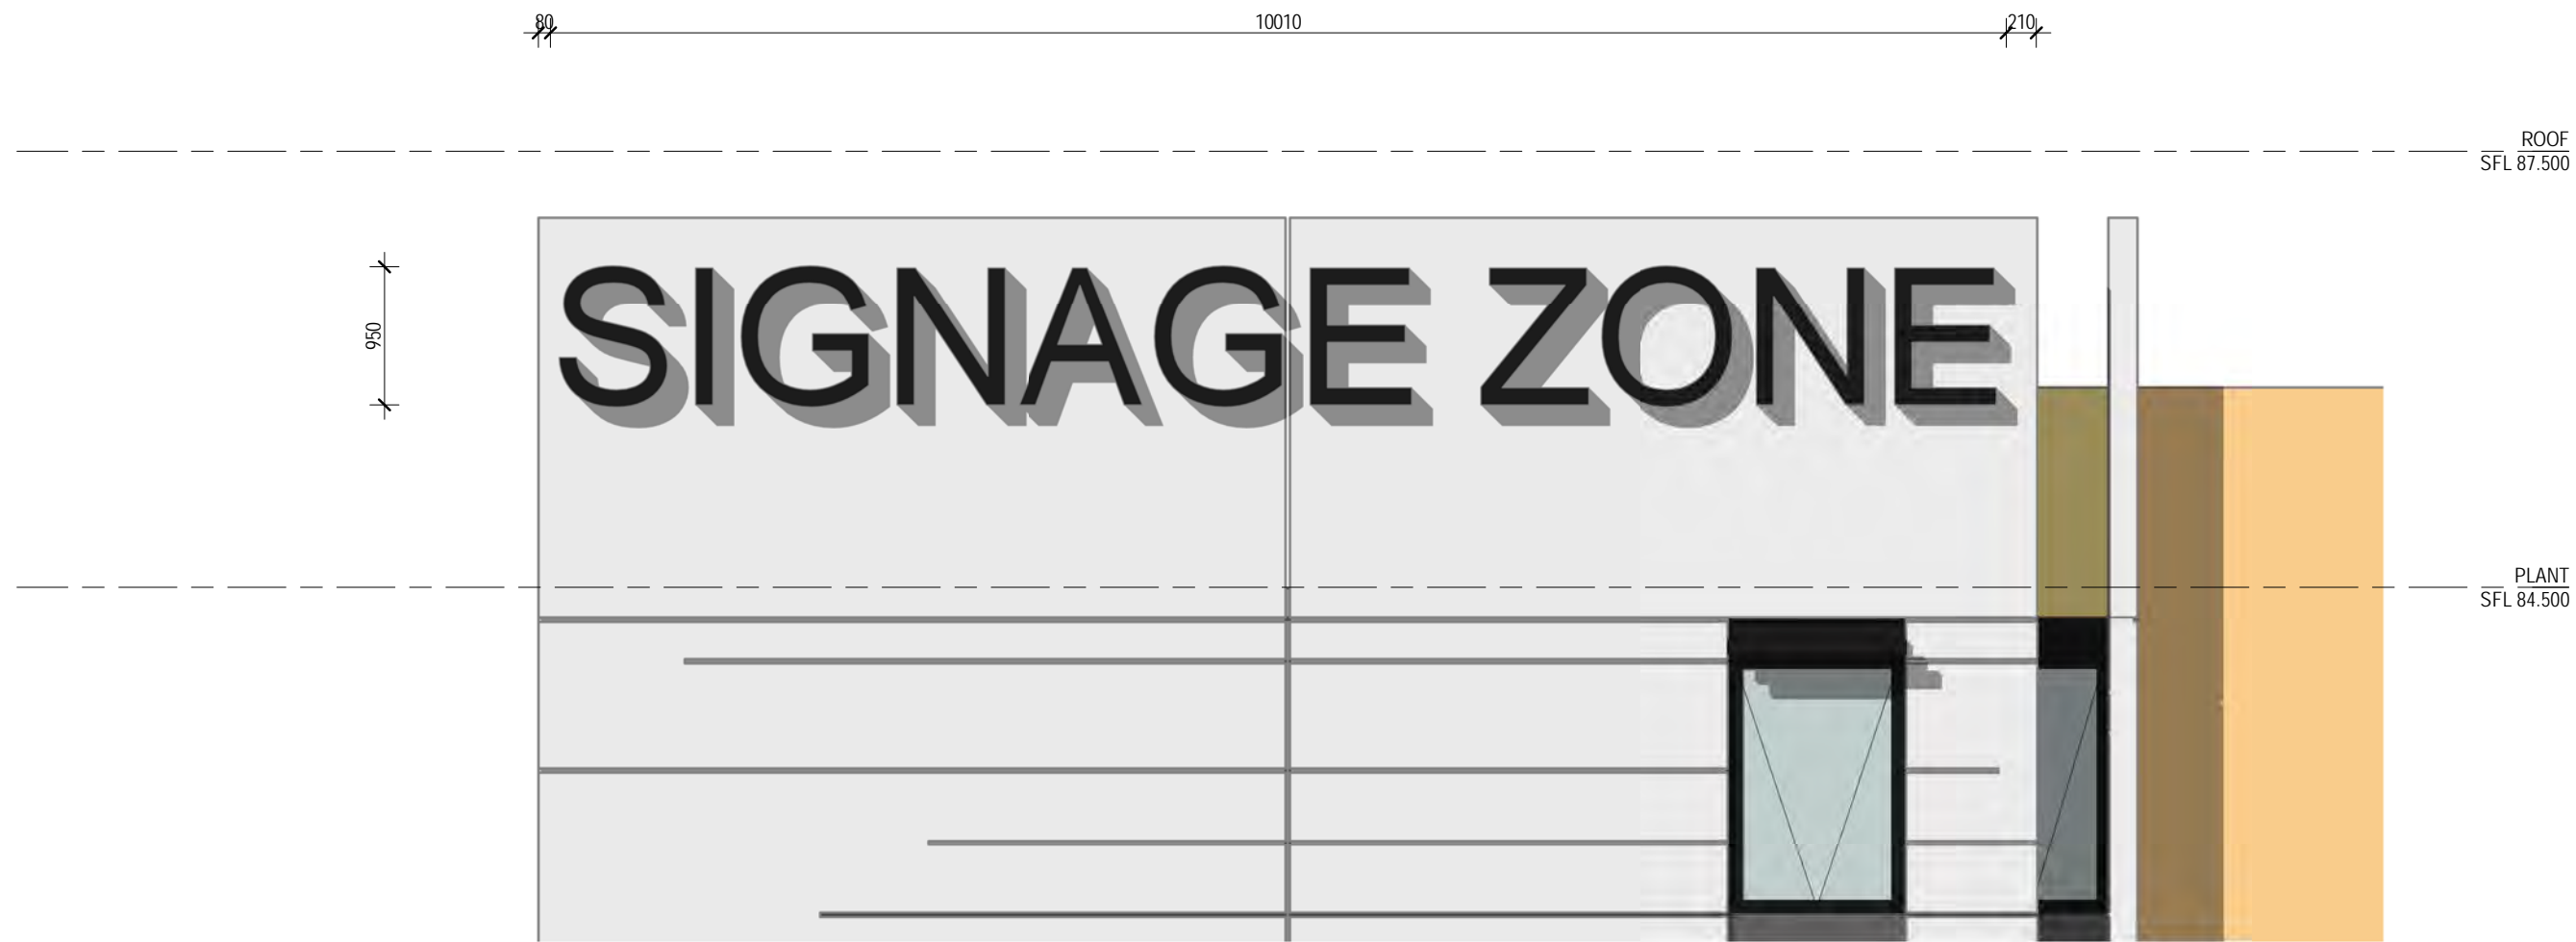 80 10010 210
ROOF
SFL 87.500
SIGNAGE ZONE
950
PLANT
SFL 84.500